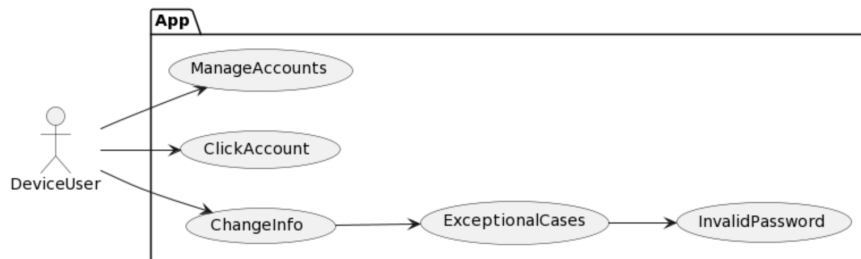 App
ManageAccounts
ClickAccount
DeviceUser
ChangeInfo
ExceptionalCases
InvalidPassword